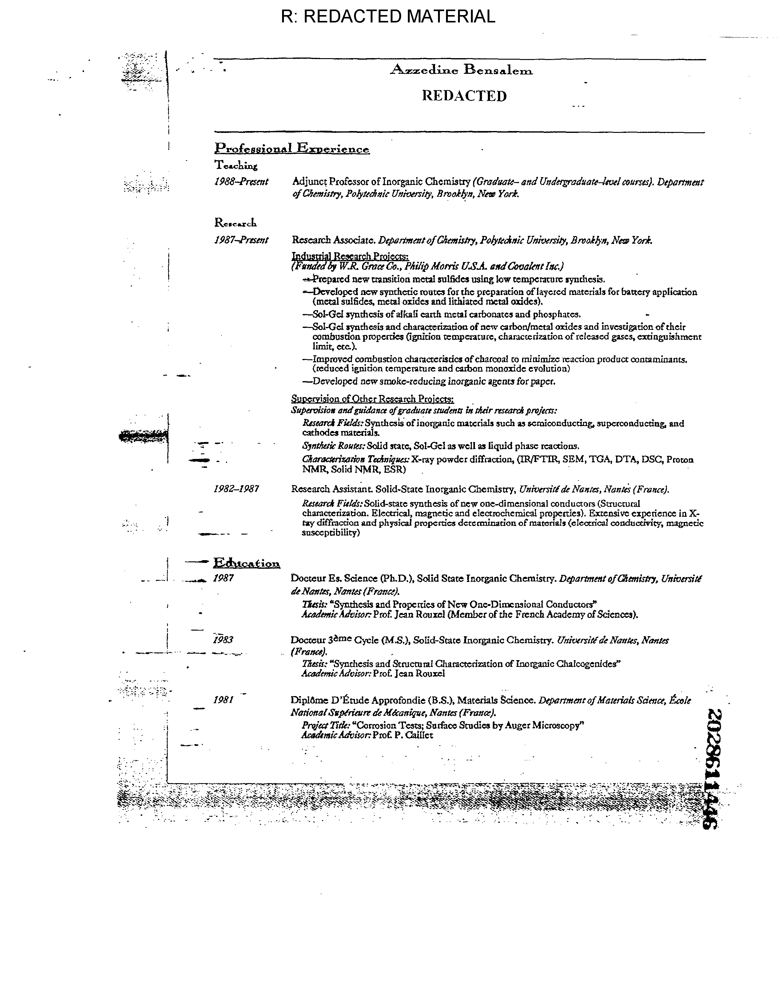 R: REDACTED MATERIAL
Azzedine Bensalem
REDACTED
Professional Experience
Teaching
1988–Present Adjunct Professor of Inorganic Chemistry (Graduate– and Undergraduate–level courses). Department
of Chemistry, Polytechnic University, Brooklyn, New York.
Research
1987–Present Research Associate. Department of Chemistry, Polytechnic University, Brooklyn, New York.
Industrial Research Projects:
(Funded by W.R. Grace Co., Philip Morris U.S.A. and Covalent Inc.)
—Prepared new transition metal sulfides using low temperature synthesis.
—Developed new synthetic routes for the preparation of layered materials for battery application
(metal sulfides, metal oxides and lithiated metal oxides).
—Sol-Gel synthesis of alkali earth metal carbonates and phosphates.
—Sol-Gel synthesis and characterization of new carbon/metal oxides and investigation of their
combustion properties (ignition temperature, characterization of released gases, extinguishment
limit, etc.).
—Improved combustion characteristics of charcoal to minimize reaction product contaminants.
(reduced ignition temperature and carbon monoxide evolution)
—Developed new smoke-reducing inorganic agents for paper.
Supervision of Other Research Projects:
Supervision and guidance of graduate students in their research projects:
Research Fields: Synthesis of inorganic materials such as semiconducting, superconducting, and
cathodes materials.
Synthetic Routes: Solid state, Sol-Gel as well as liquid phase reactions.
Characterization Techniques: X-ray powder diffraction, (IR/FTIR, SEM, TGA, DTA, DSC, Proton
NMR, Solid NMR, ESR)
1982–1987 Research Assistant. Solid-State Inorganic Chemistry, Université de Nantes, Nantes (France).
Research Fields: Solid-state synthesis of new one-dimensional conductors (Structural
characterization. Electrical, magnetic and electrochemical properties). Extensive experience in X-
ray diffraction and physical properties determination of materials (electrical conductivity, magnetic
susceptibility)
Education
1987 Docteur Es. Science (Ph.D.), Solid State Inorganic Chemistry. Department of Chemistry, Université
de Nantes, Nantes (France).
Thesis: "Synthesis and Properties of New One-Dimensional Conductors"
Academic Advisor: Prof. Jean Rouxel (Member of the French Academy of Sciences).
1983 Docteur 3ème Cycle (M.S.), Solid-State Inorganic Chemistry. Université de Nantes, Nantes
(France).
Thesis: "Synthesis and Structural Characterization of Inorganic Chalcogenides"
Academic Advisor: Prof. Jean Rouxel
1981 Diplôme D'Étude Approfondie (B.S.), Materials Science. Department of Materials Science, École
National Supérieure de Mécanique, Nantes (France).
Project Title: "Corrosion Tests; Surface Studies by Auger Microscopy"
Academic Advisor: Prof. P. Caillet
2028611446